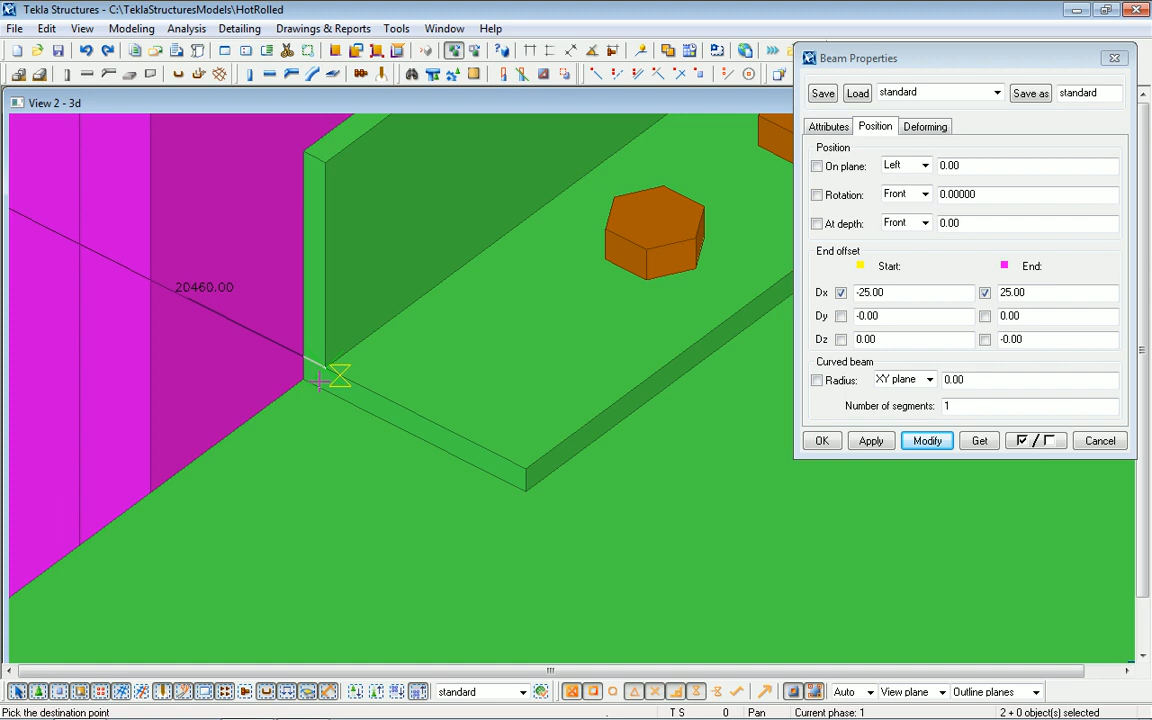 Tekla Structures - C:\TeklaStructuresModels\HotRolled
File Edit View Modeling Analysis Detailing Drawings & Reports Tools Window Help
View 2 - 3d
20460.00
Beam Properties
Save Load standard Save as standard
Attributes Position Deforming
Position
On plane: Left 0.00
Rotation: Front 0.00000
At depth: Front 0.00
End offset
Start: End:
Dx -25.00 25.00
Dy -0.00 0.00
Dz 0.00 -0.00
Curved beam
Radius: XY plane 0.00
Number of segments: 1
OK Apply Modify Get / Cancel
standard Auto View plane Outline planes
Pick the destination point . T S 0 Pan Current phase: 1 2 + 0 object(s) selected